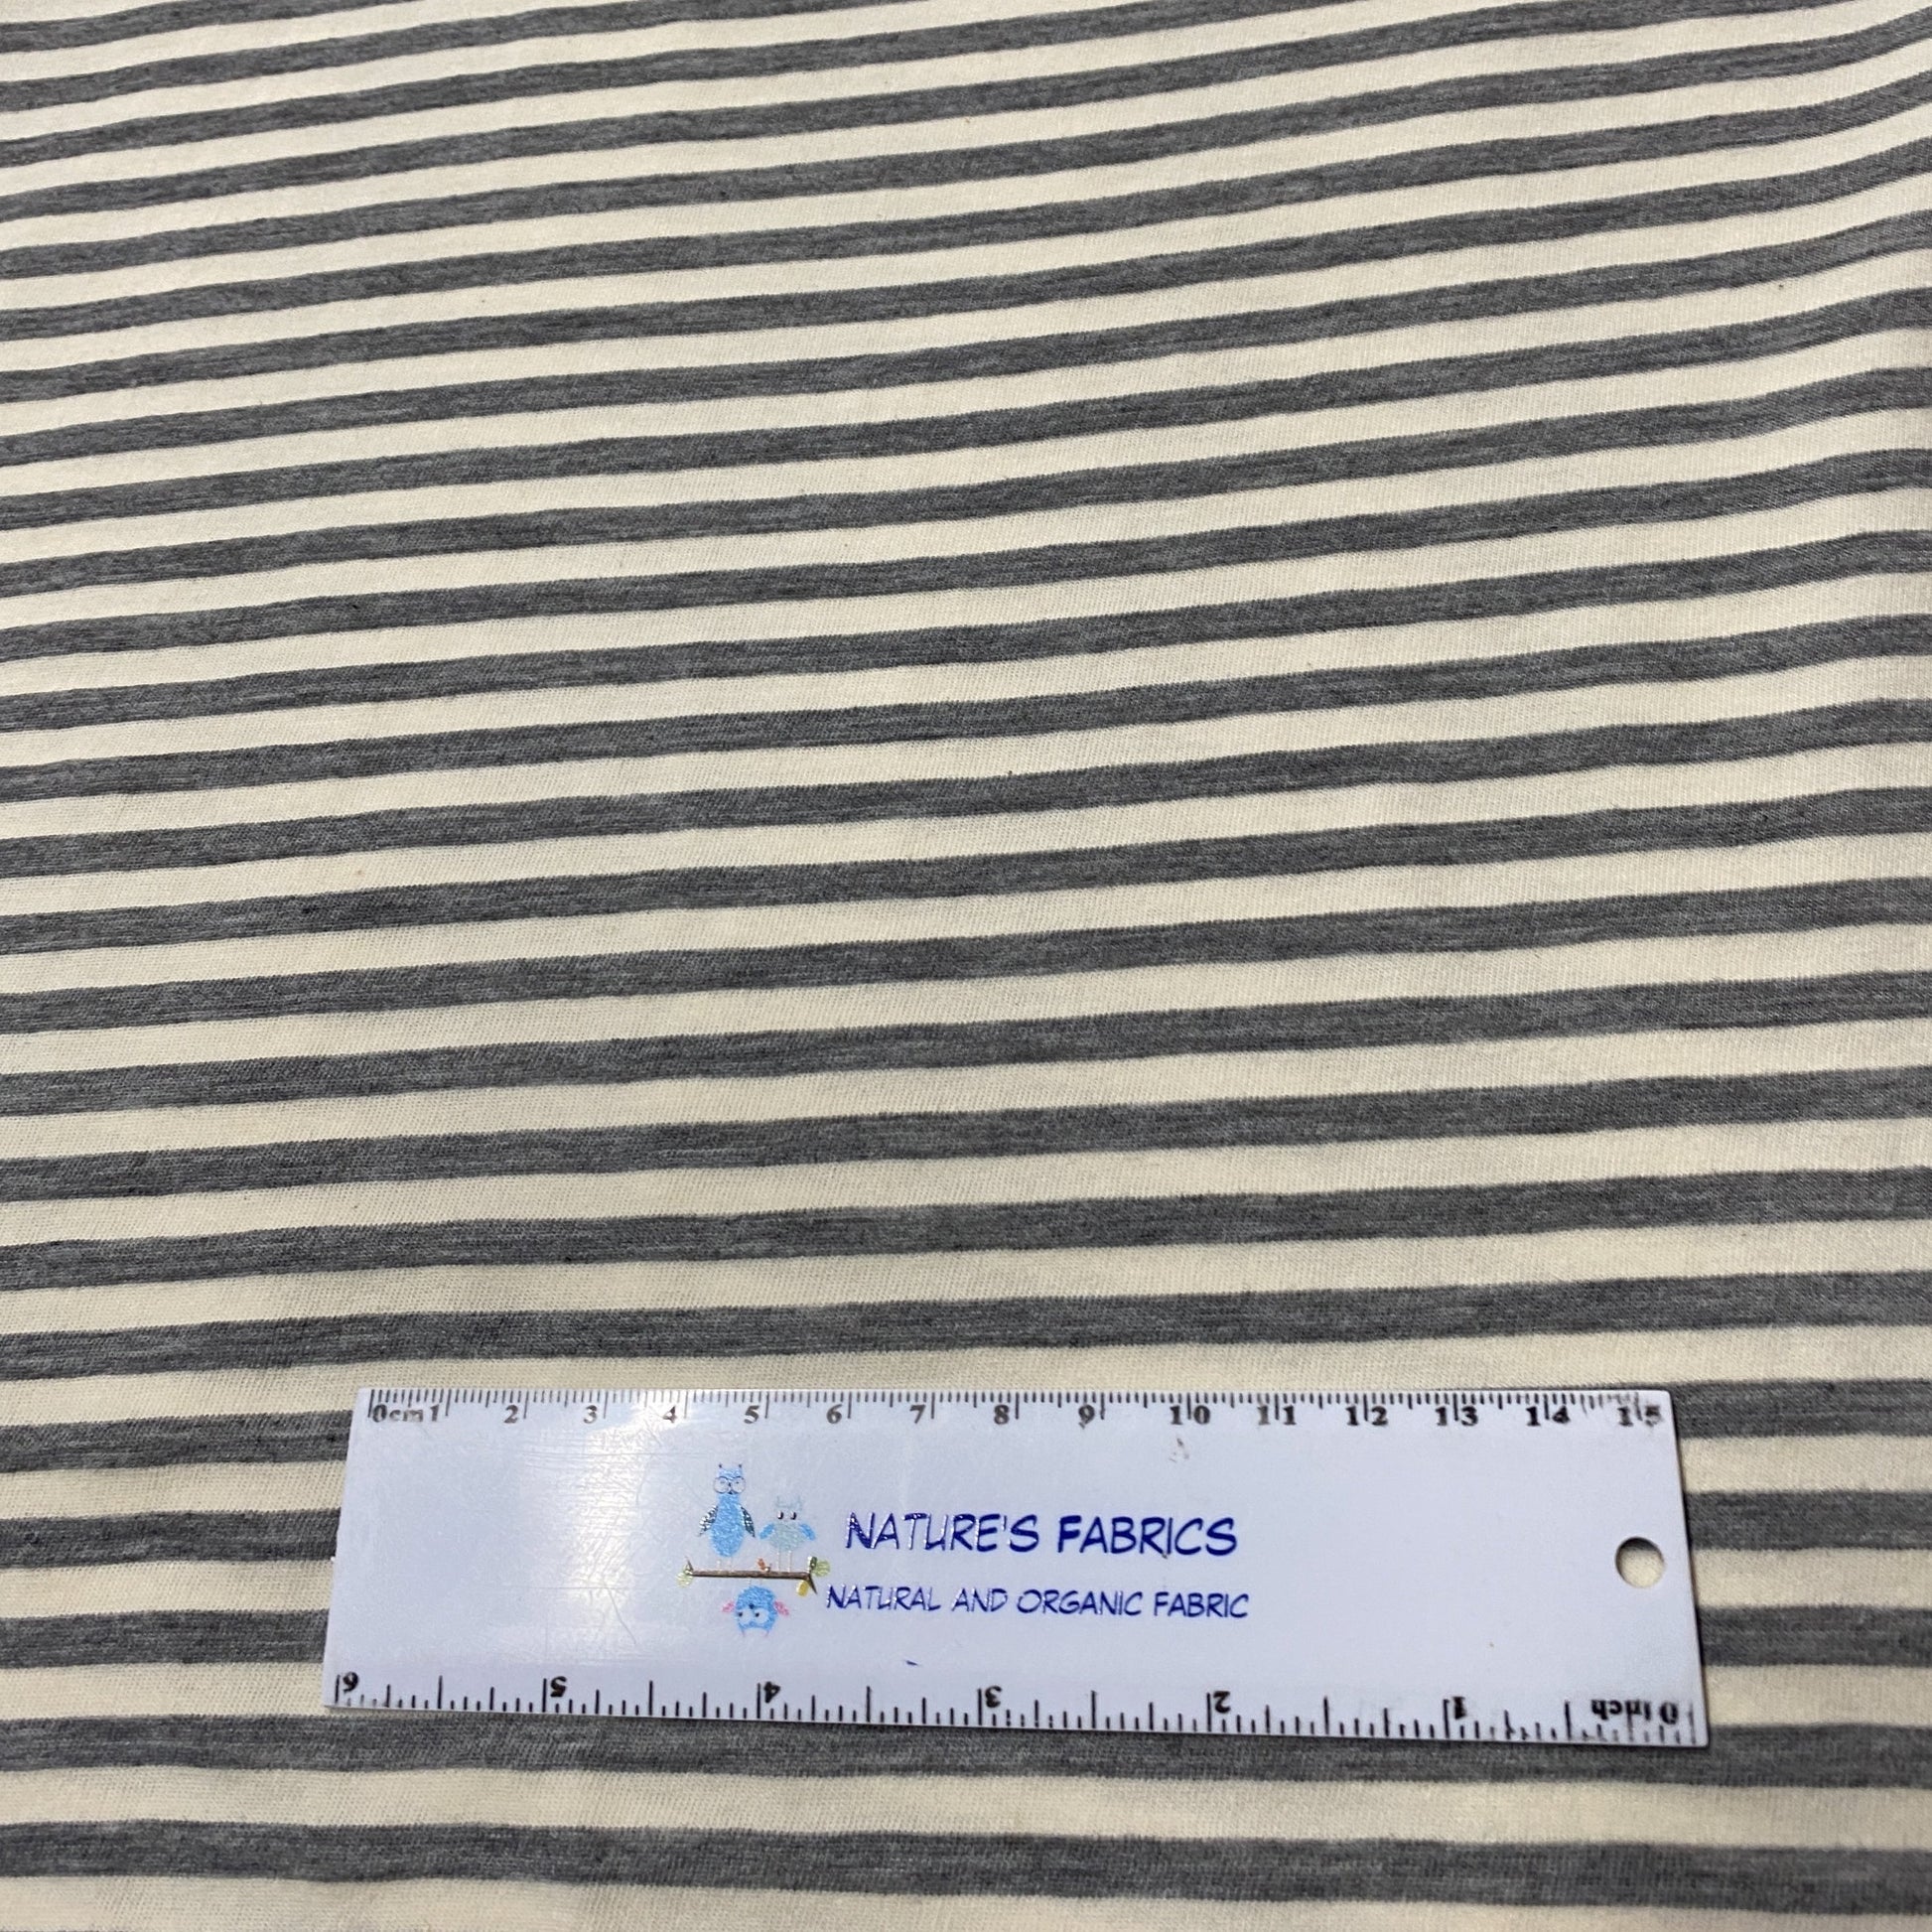 0cm 1 2 3 4 5 6 7 8 9 10 11 12 13 14 15
NATURE'S FABRICS
NATURAL AND ORGANIC FABRIC
6 5 4 3 2 1 0 inch